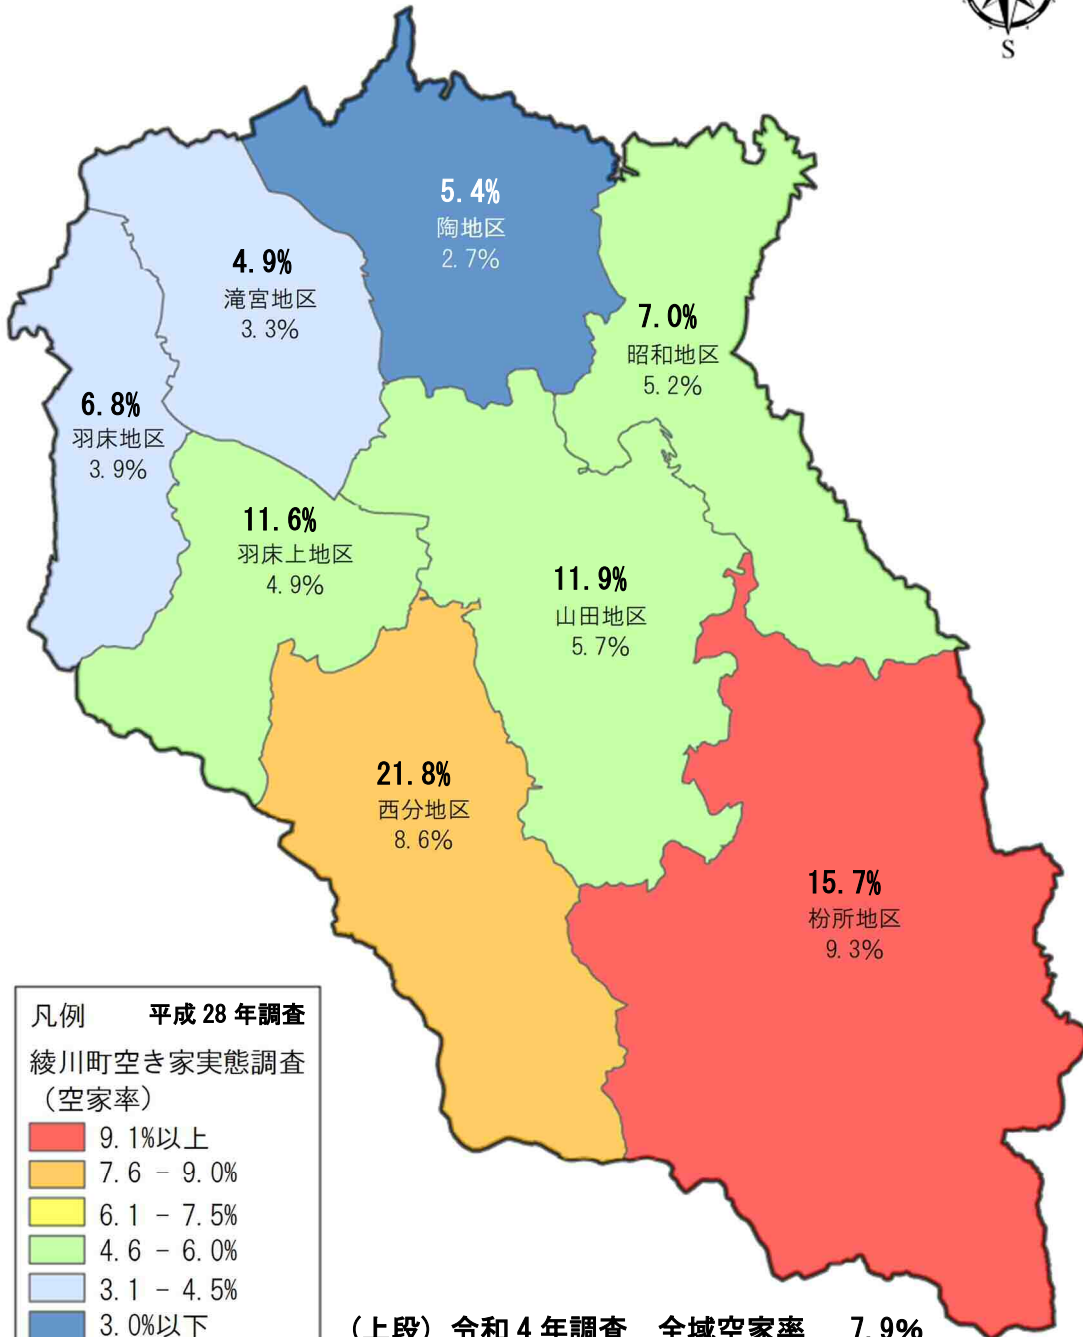 S
5.4%
陶地区
2.7%
4.9%
滝宮地区
3.3%
7.0%
昭和地区
5.2%
6.8%
羽床地区
3.9%
11.6%
羽床上地区
4.9%
11.9%
山田地区
5.7%
21.8%
西分地区
8.6%
15.7%
枌所地区
9.3%
凡例 平成28年調査
綾川町空き家実態調査
（空家率）
9.1%以上
7.6 - 9.0%
6.1 - 7.5%
4.6 - 6.0%
3.1 - 4.5%
3.0%以下
（上段）令和4年調査 全域空家率 7.9%